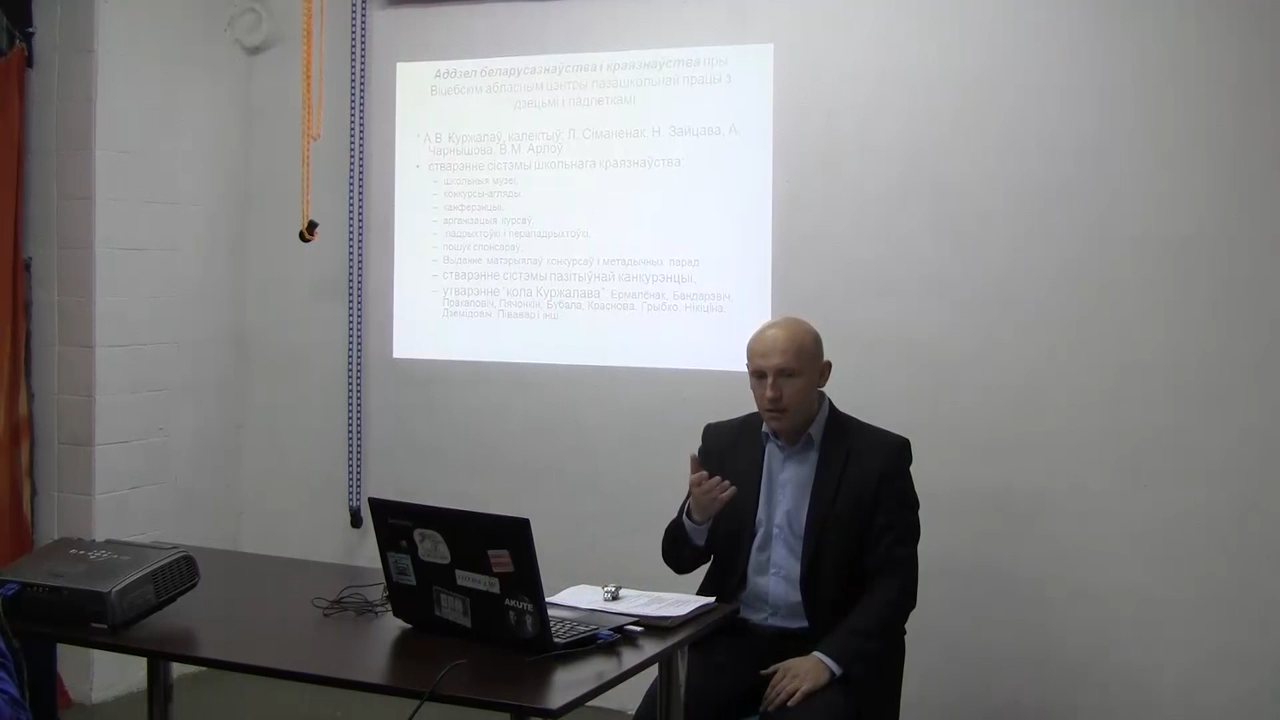 Аддзел беларусазнаўства і краязнаўства пры
Віцебскім абласным цэнтры пазашкольнай працы з
дзецьмі і падлеткамі
А.В. Куржалаў, калектыў: Л. Сіманенак, Н. Зайцава, А.
Чарнышова, В.М. Арлоў
• стварэнне сістэмы школьнага краязнаўства:
– школьныя музеі,
– конкурсы-агляды
– канферэнцыі,
– арганізацыя курсаў,
– падрыхтоўкі і перападрыхтоўкі,
– пошук спонсараў,
– Выданне матэрыялаў конкурсаў і метадычных парад
– стварэнне сістэмы пазітыўнай канкурэнцыі,
– утварэнне "кола Куржалава": Ермалёнак, Бандарэвіч,
Пракаповіч, Пячонкін, Бубала, Краснова, Грыбко, Нікіціна,
Дземідовіч, Півавар і інш.
AKUTE